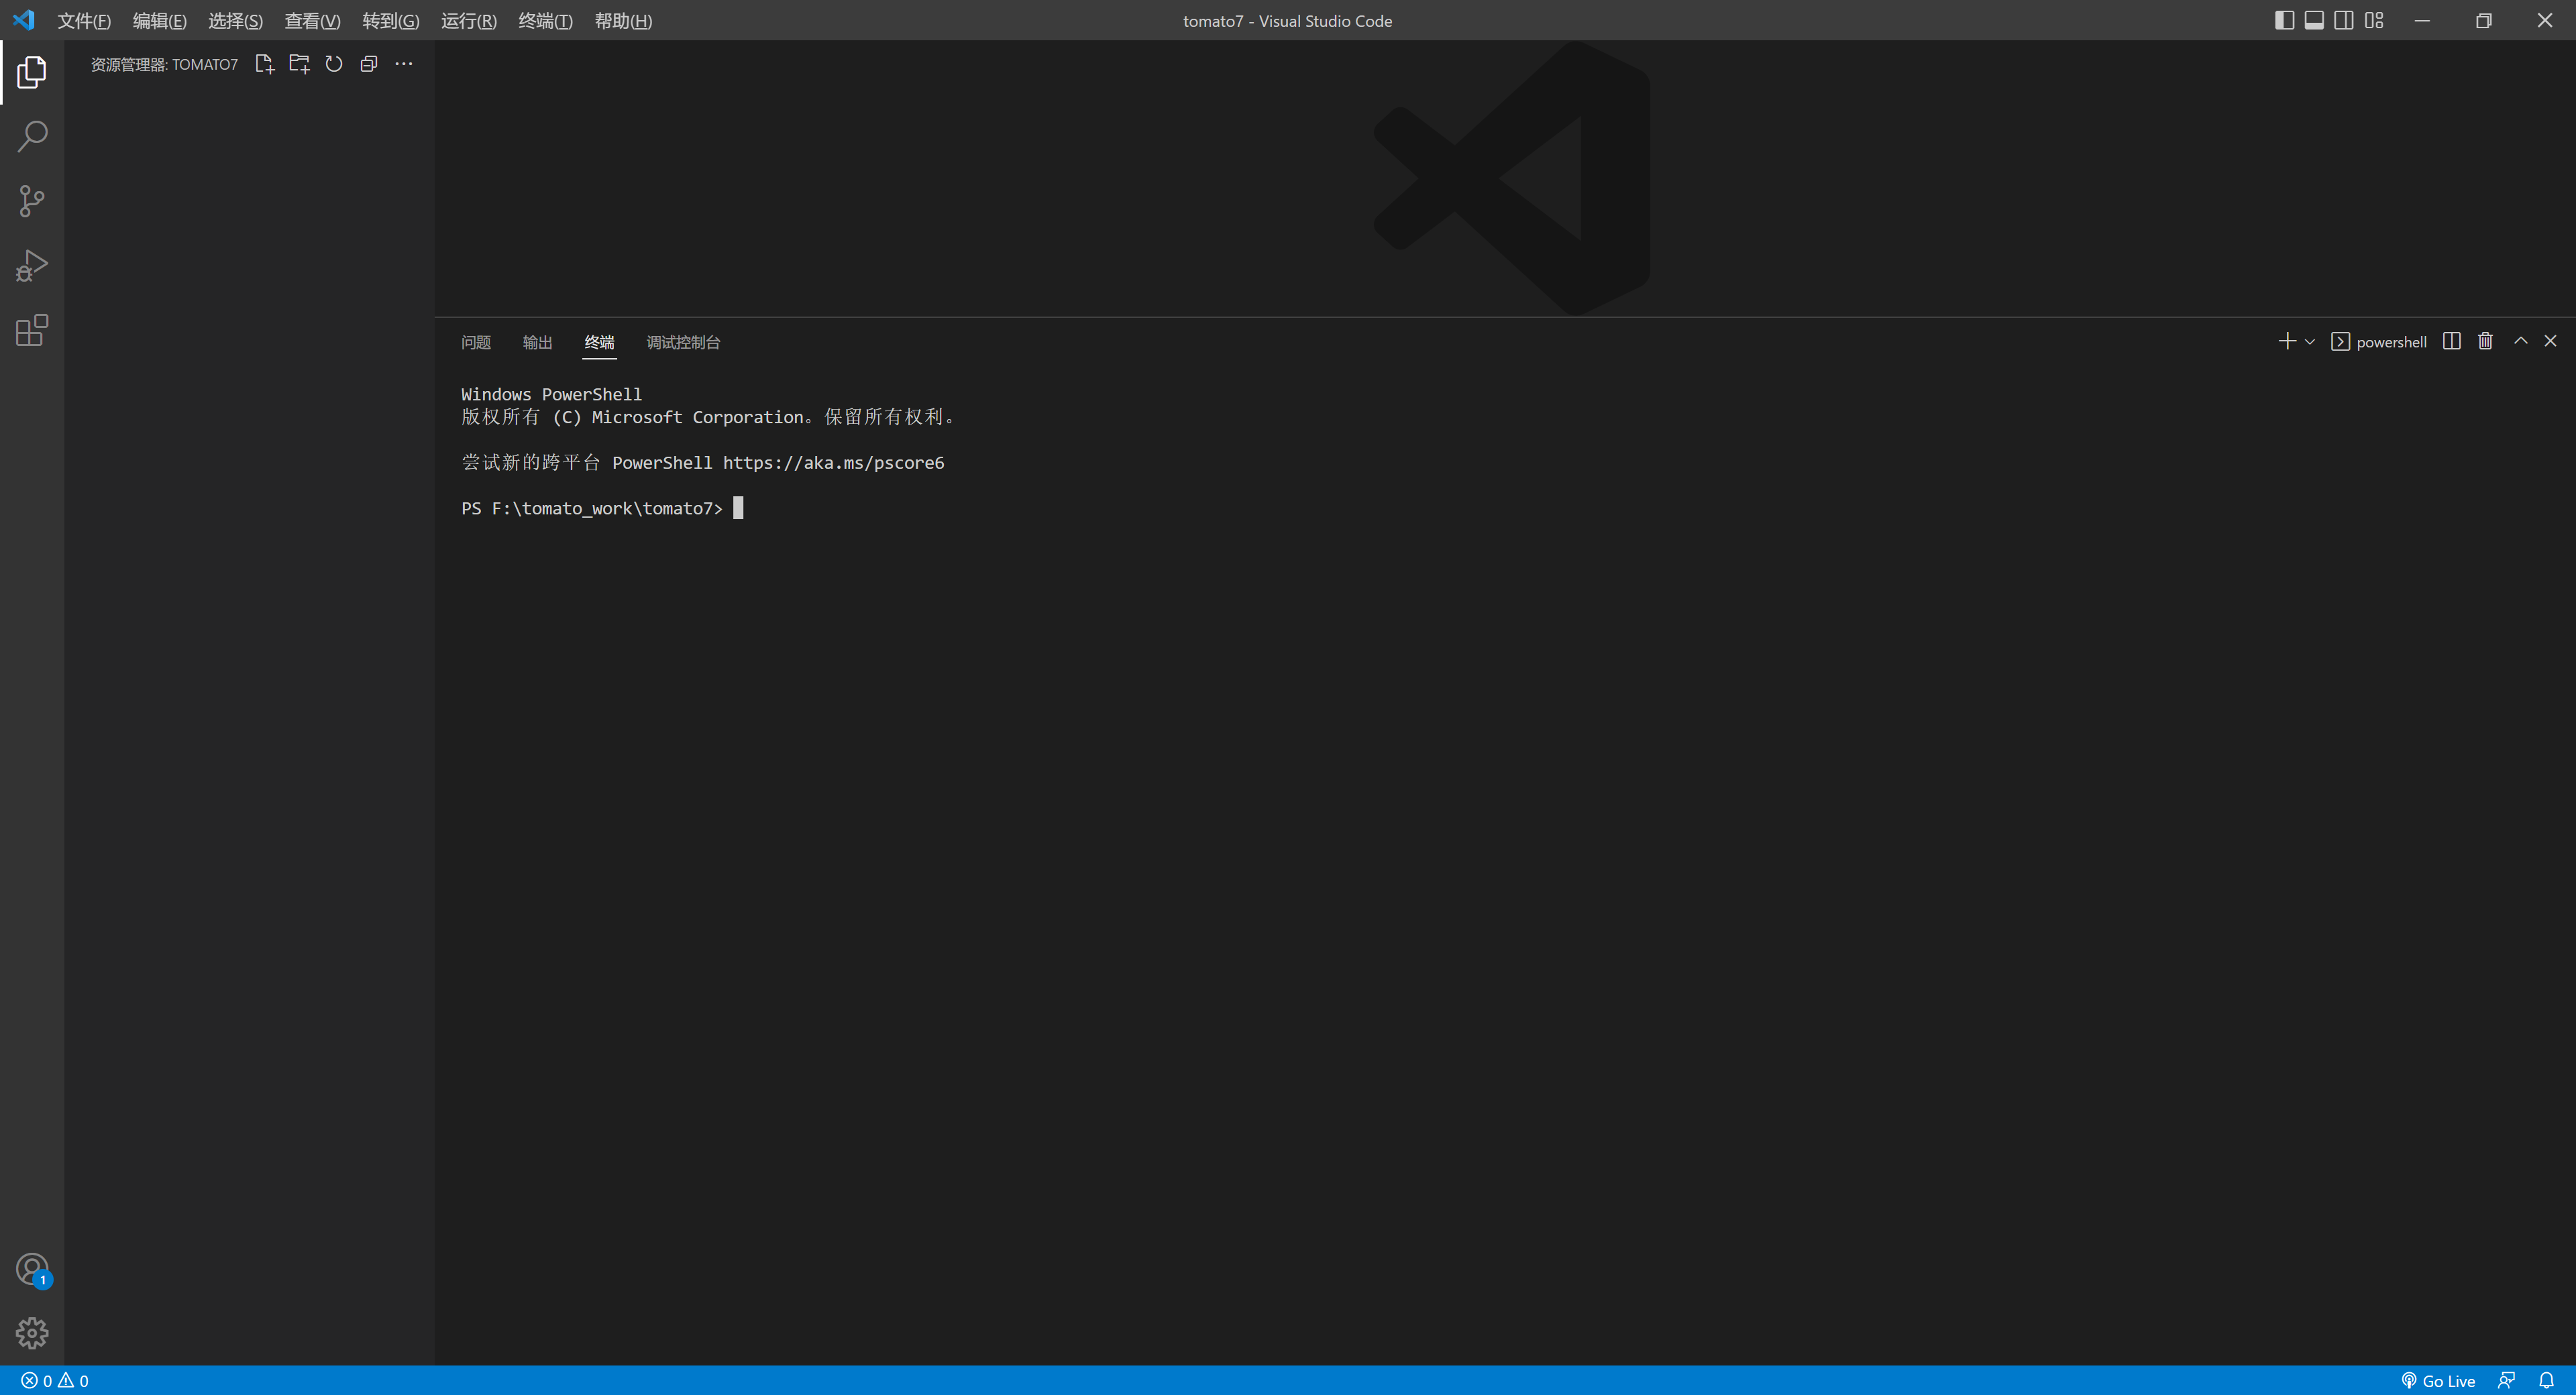 文件(F) 编辑(E) 选择(S) 查看(V) 转到(G) 运行(R) 终端(T) 帮助(H) tomato7 - Visual Studio Code
资源管理器: TOMATO7
问题 输出 终端 调试控制台 powershell
Windows PowerShell
版权所有 (C) Microsoft Corporation。保留所有权利。
尝试新的跨平台 PowerShell https://aka.ms/pscore6
PS F:\tomato_work\tomato7>
1
0 0 Go Live